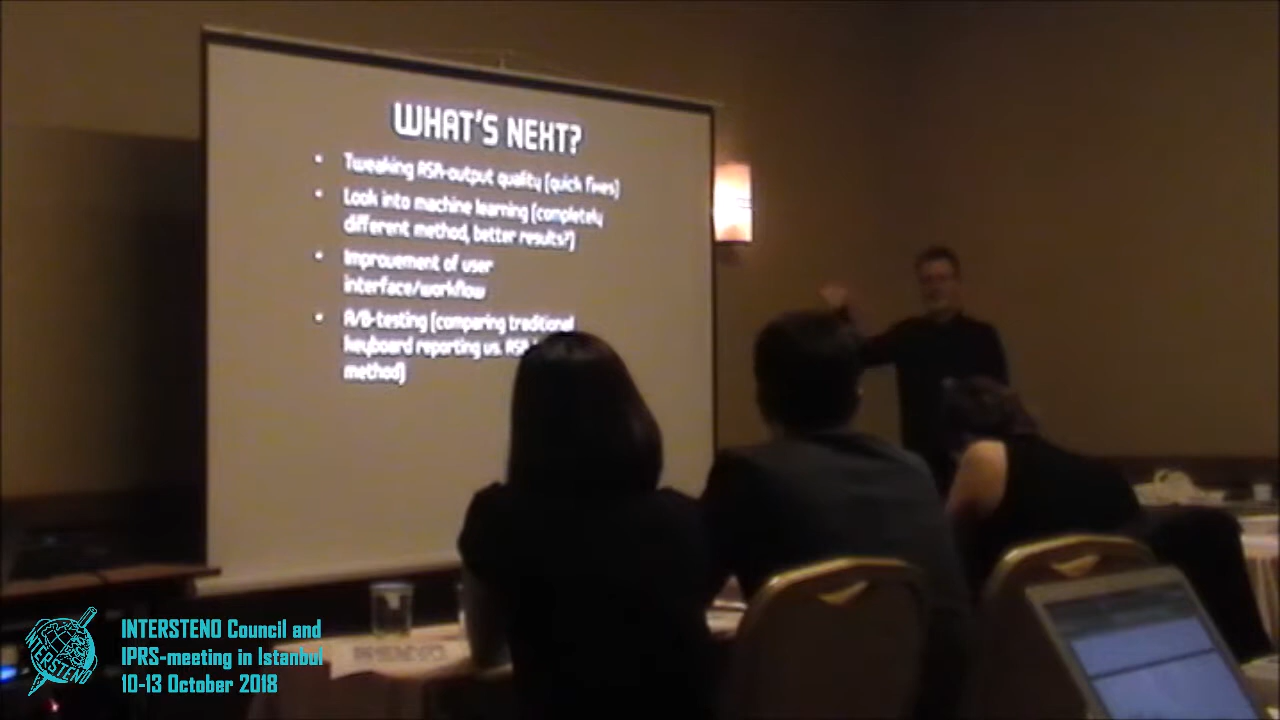 WHAT'S NEXT?
• Tweaking ASR-output quality (quick fixes)
• Look into machine learning (completely
different method, better results?)
• Improvement of user
interface/workflow
• A/B-testing (comparing traditional
keyboard reporting vs. ASR
method)
INTERSTENO
INTERSTENO Council and
IPRS-meeting in Istanbul
10-13 October 2018